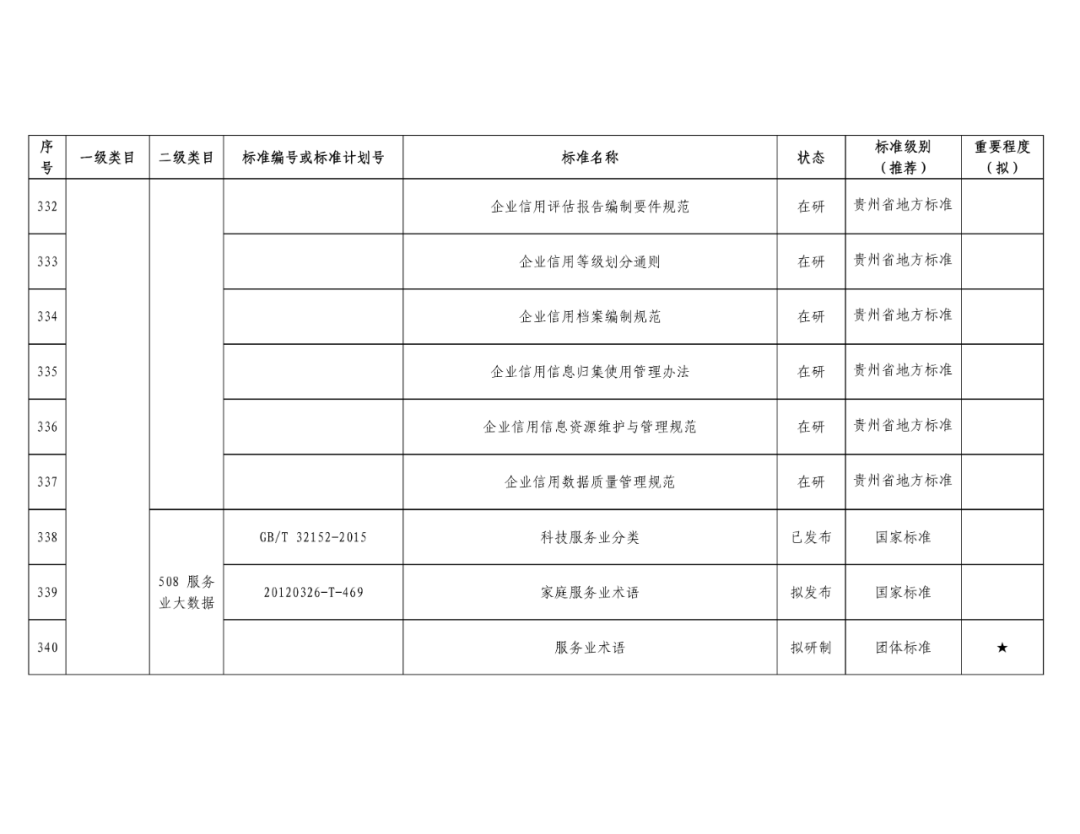 序号 一级类目 二级类目 标准编号或标准计划号 标准名称 状态 标准级别（推荐） 重要程度（拟）
332 企业信用评估报告编制要件规范 在研 贵州省地方标准
333 企业信用等级划分通则 在研 贵州省地方标准
334 企业信用档案编制规范 在研 贵州省地方标准
335 企业信用信息归集使用管理办法 在研 贵州省地方标准
336 企业信用信息资源维护与管理规范 在研 贵州省地方标准
337 企业信用数据质量管理规范 在研 贵州省地方标准
508 服务业大数据
338 GB/T 32152-2015 科技服务业分类 已发布 国家标准
339 20120326-T-469 家庭服务业术语 拟发布 国家标准
340 服务业术语 拟研制 团体标准 ★